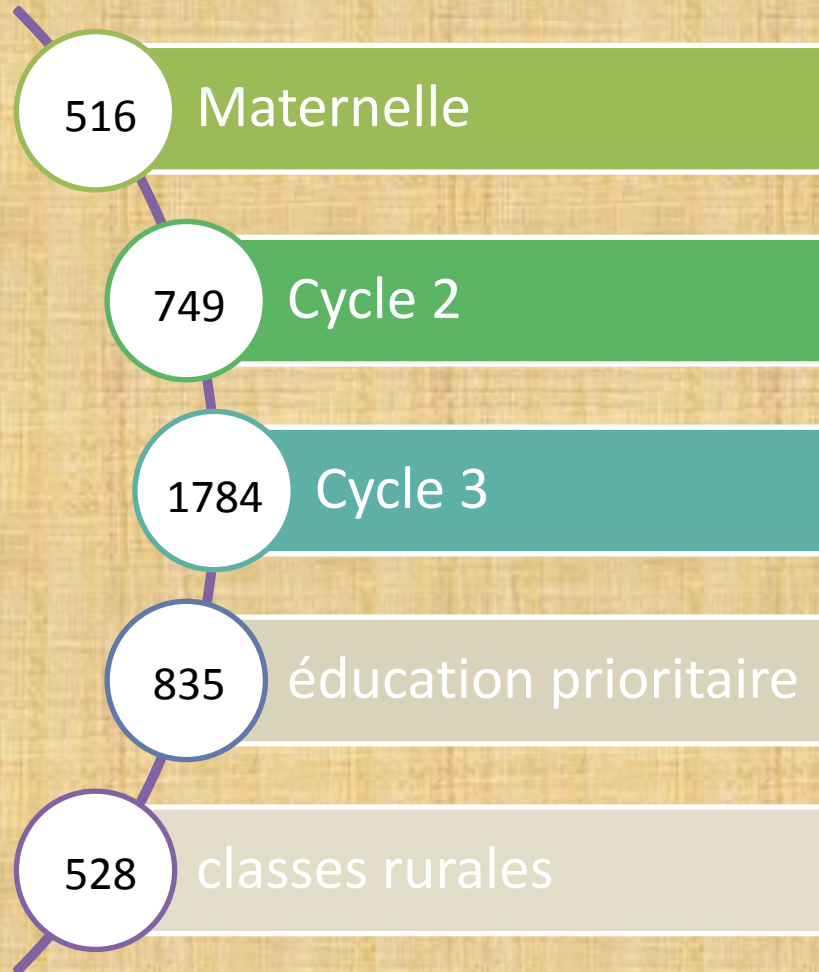 516 Maternelle
749 Cycle 2
1784 Cycle 3
835 éducation prioritaire
528 classes rurales